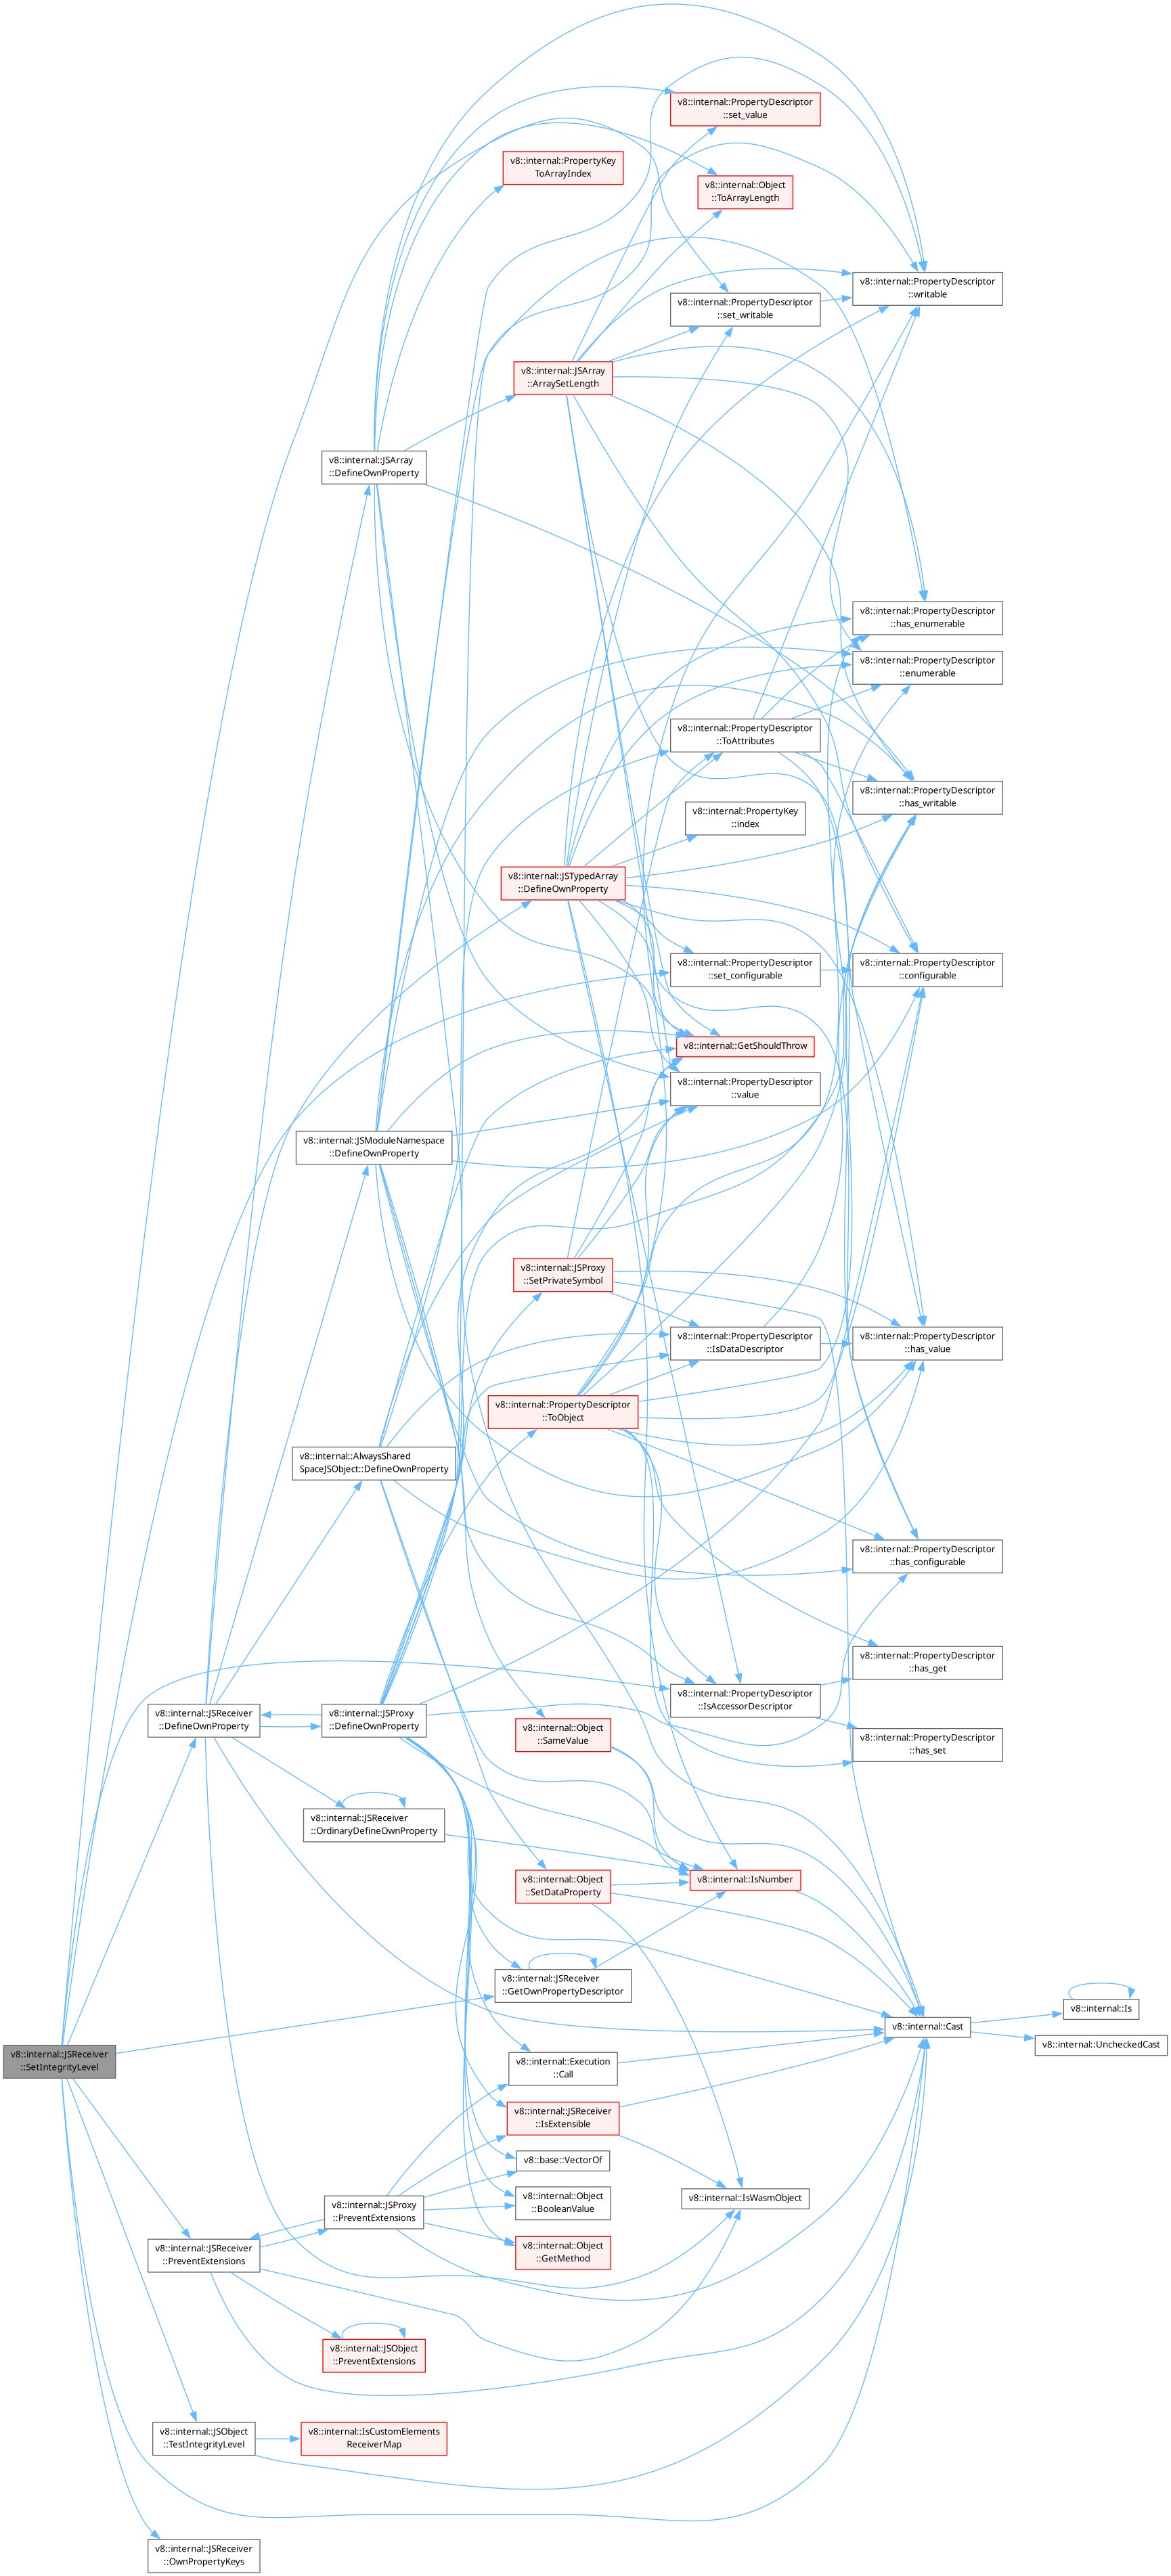 v8::internal::PropertyDescriptor
::set_value
v8::internal::PropertyKey
ToArrayIndex
v8::internal::Object
::ToArrayLength
v8::internal::PropertyDescriptor
::writable
v8::internal::PropertyDescriptor
::set_writable
v8::internal::JSArray
::ArraySetLength
v8::internal::JSArray
::DefineOwnProperty
v8::internal::PropertyDescriptor
::has_enumerable
v8::internal::PropertyDescriptor
::enumerable
v8::internal::PropertyDescriptor
::ToAttributes
v8::internal::PropertyDescriptor
::has_writable
v8::internal::PropertyKey
::index
v8::internal::JSTypedArray
::DefineOwnProperty
v8::internal::PropertyDescriptor
::set_configurable
v8::internal::PropertyDescriptor
::configurable
v8::internal::GetShouldThrow
v8::internal::PropertyDescriptor
::value
v8::internal::JSModuleNamespace
::DefineOwnProperty
v8::internal::JSProxy
::SetPrivateSymbol
v8::internal::PropertyDescriptor
::IsDataDescriptor
v8::internal::PropertyDescriptor
::has_value
v8::internal::PropertyDescriptor
::ToObject
v8::internal::AlwaysShared
SpaceJSObject::DefineOwnProperty
v8::internal::PropertyDescriptor
::has_configurable
v8::internal::PropertyDescriptor
::has_get
v8::internal::PropertyDescriptor
::IsAccessorDescriptor
v8::internal::JSReceiver
::DefineOwnProperty
v8::internal::JSProxy
::DefineOwnProperty
v8::internal::Object
::SameValue
v8::internal::PropertyDescriptor
::has_set
v8::internal::JSReceiver
::OrdinaryDefineOwnProperty
v8::internal::Object
::SetDataProperty
v8::internal::IsNumber
v8::internal::JSReceiver
::GetOwnPropertyDescriptor
v8::internal::Is
v8::internal::Cast
v8::internal::UncheckedCast
v8::internal::JSReceiver
::SetIntegrityLevel
v8::internal::Execution
::Call
v8::internal::JSReceiver
::IsExtensible
v8::base::VectorOf
v8::internal::IsWasmObject
v8::internal::Object
::BooleanValue
v8::internal::JSProxy
::PreventExtensions
v8::internal::JSReceiver
::PreventExtensions
v8::internal::Object
::GetMethod
v8::internal::JSObject
::PreventExtensions
v8::internal::JSObject
::TestIntegrityLevel
v8::internal::IsCustomElements
ReceiverMap
v8::internal::JSReceiver
::OwnPropertyKeys